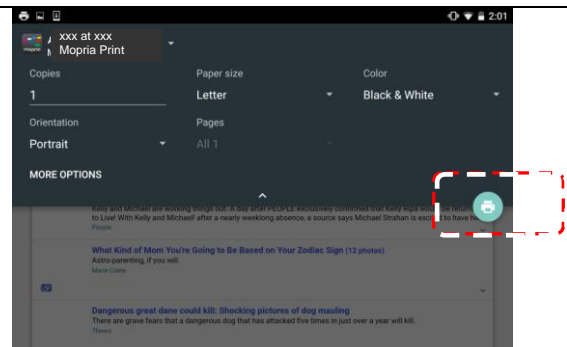 2:01
xxx at xxx
Mopria Print
Copies Paper size Color
1 Letter Black & White
Orientation Pages
Portrait All 1
MORE OPTIONS
Kelly and Michael are working things out. A day after PEOPLE exclusively confirmed that Kelly Ripa would be return
to Live! With Kelly and Michael! after a nearly weeklong absence, a source says Michael Strahan is excited to have he
People
What Kind of Mom You're Going to Be Based on Your Zodiac Sign (12 photos)
Astro-parenting, if you will.
Marie Claire
Dangerous great dane could kill: Shocking pictures of dog mauling
There are grave fears that a dangerous dog that has attacked five times in just over a year will kill.